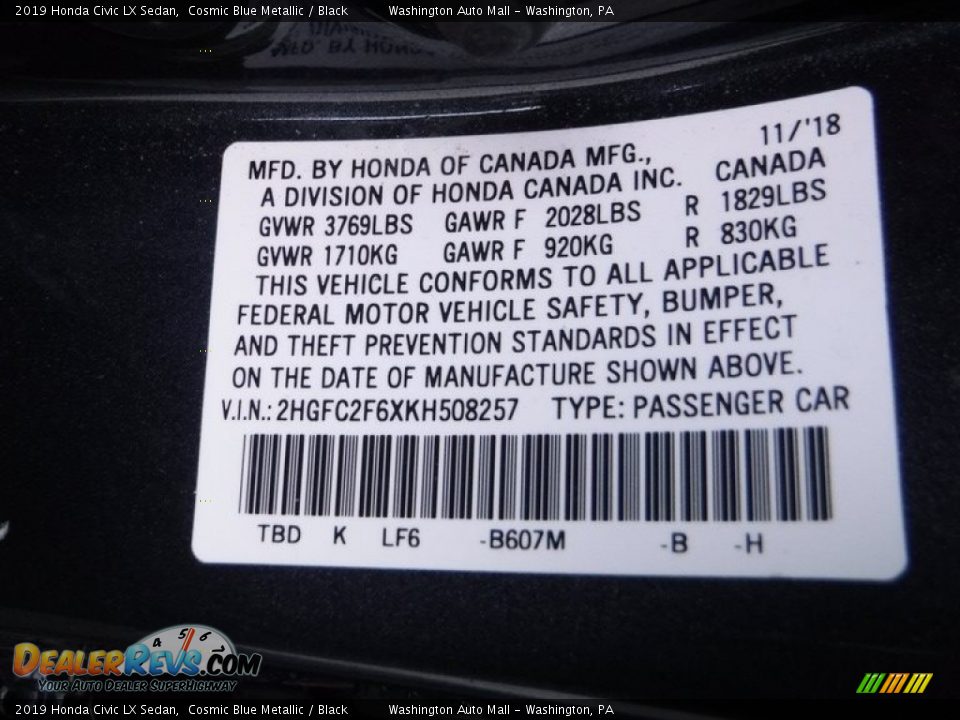 2019 Honda Civic LX Sedan,  Cosmic Blue Metallic / Black  Washington Auto Mall - Washington, PA
11/'18
MFD. BY HONDA OF CANADA MFG.,
A DIVISION OF HONDA CANADA INC.  CANADA
GVWR 3769LBS  GAWR F  2028LBS  R  1829LBS
GVWR 1710KG  GAWR F  920KG  R  830KG
THIS VEHICLE CONFORMS TO ALL APPLICABLE
FEDERAL MOTOR VEHICLE SAFETY, BUMPER,
AND THEFT PREVENTION STANDARDS IN EFFECT
ON THE DATE OF MANUFACTURE SHOWN ABOVE.
V.I.N.: 2HGFC2F6XKH508257  TYPE: PASSENGER CAR
TBD  K  LF6  -B607M  -B  -H
4 5 6 7
DEALERREVS.COM
YOUR AUTO DEALER SUPERHIGHWAY
2019 Honda Civic LX Sedan,  Cosmic Blue Metallic / Black  Washington Auto Mall - Washington, PA